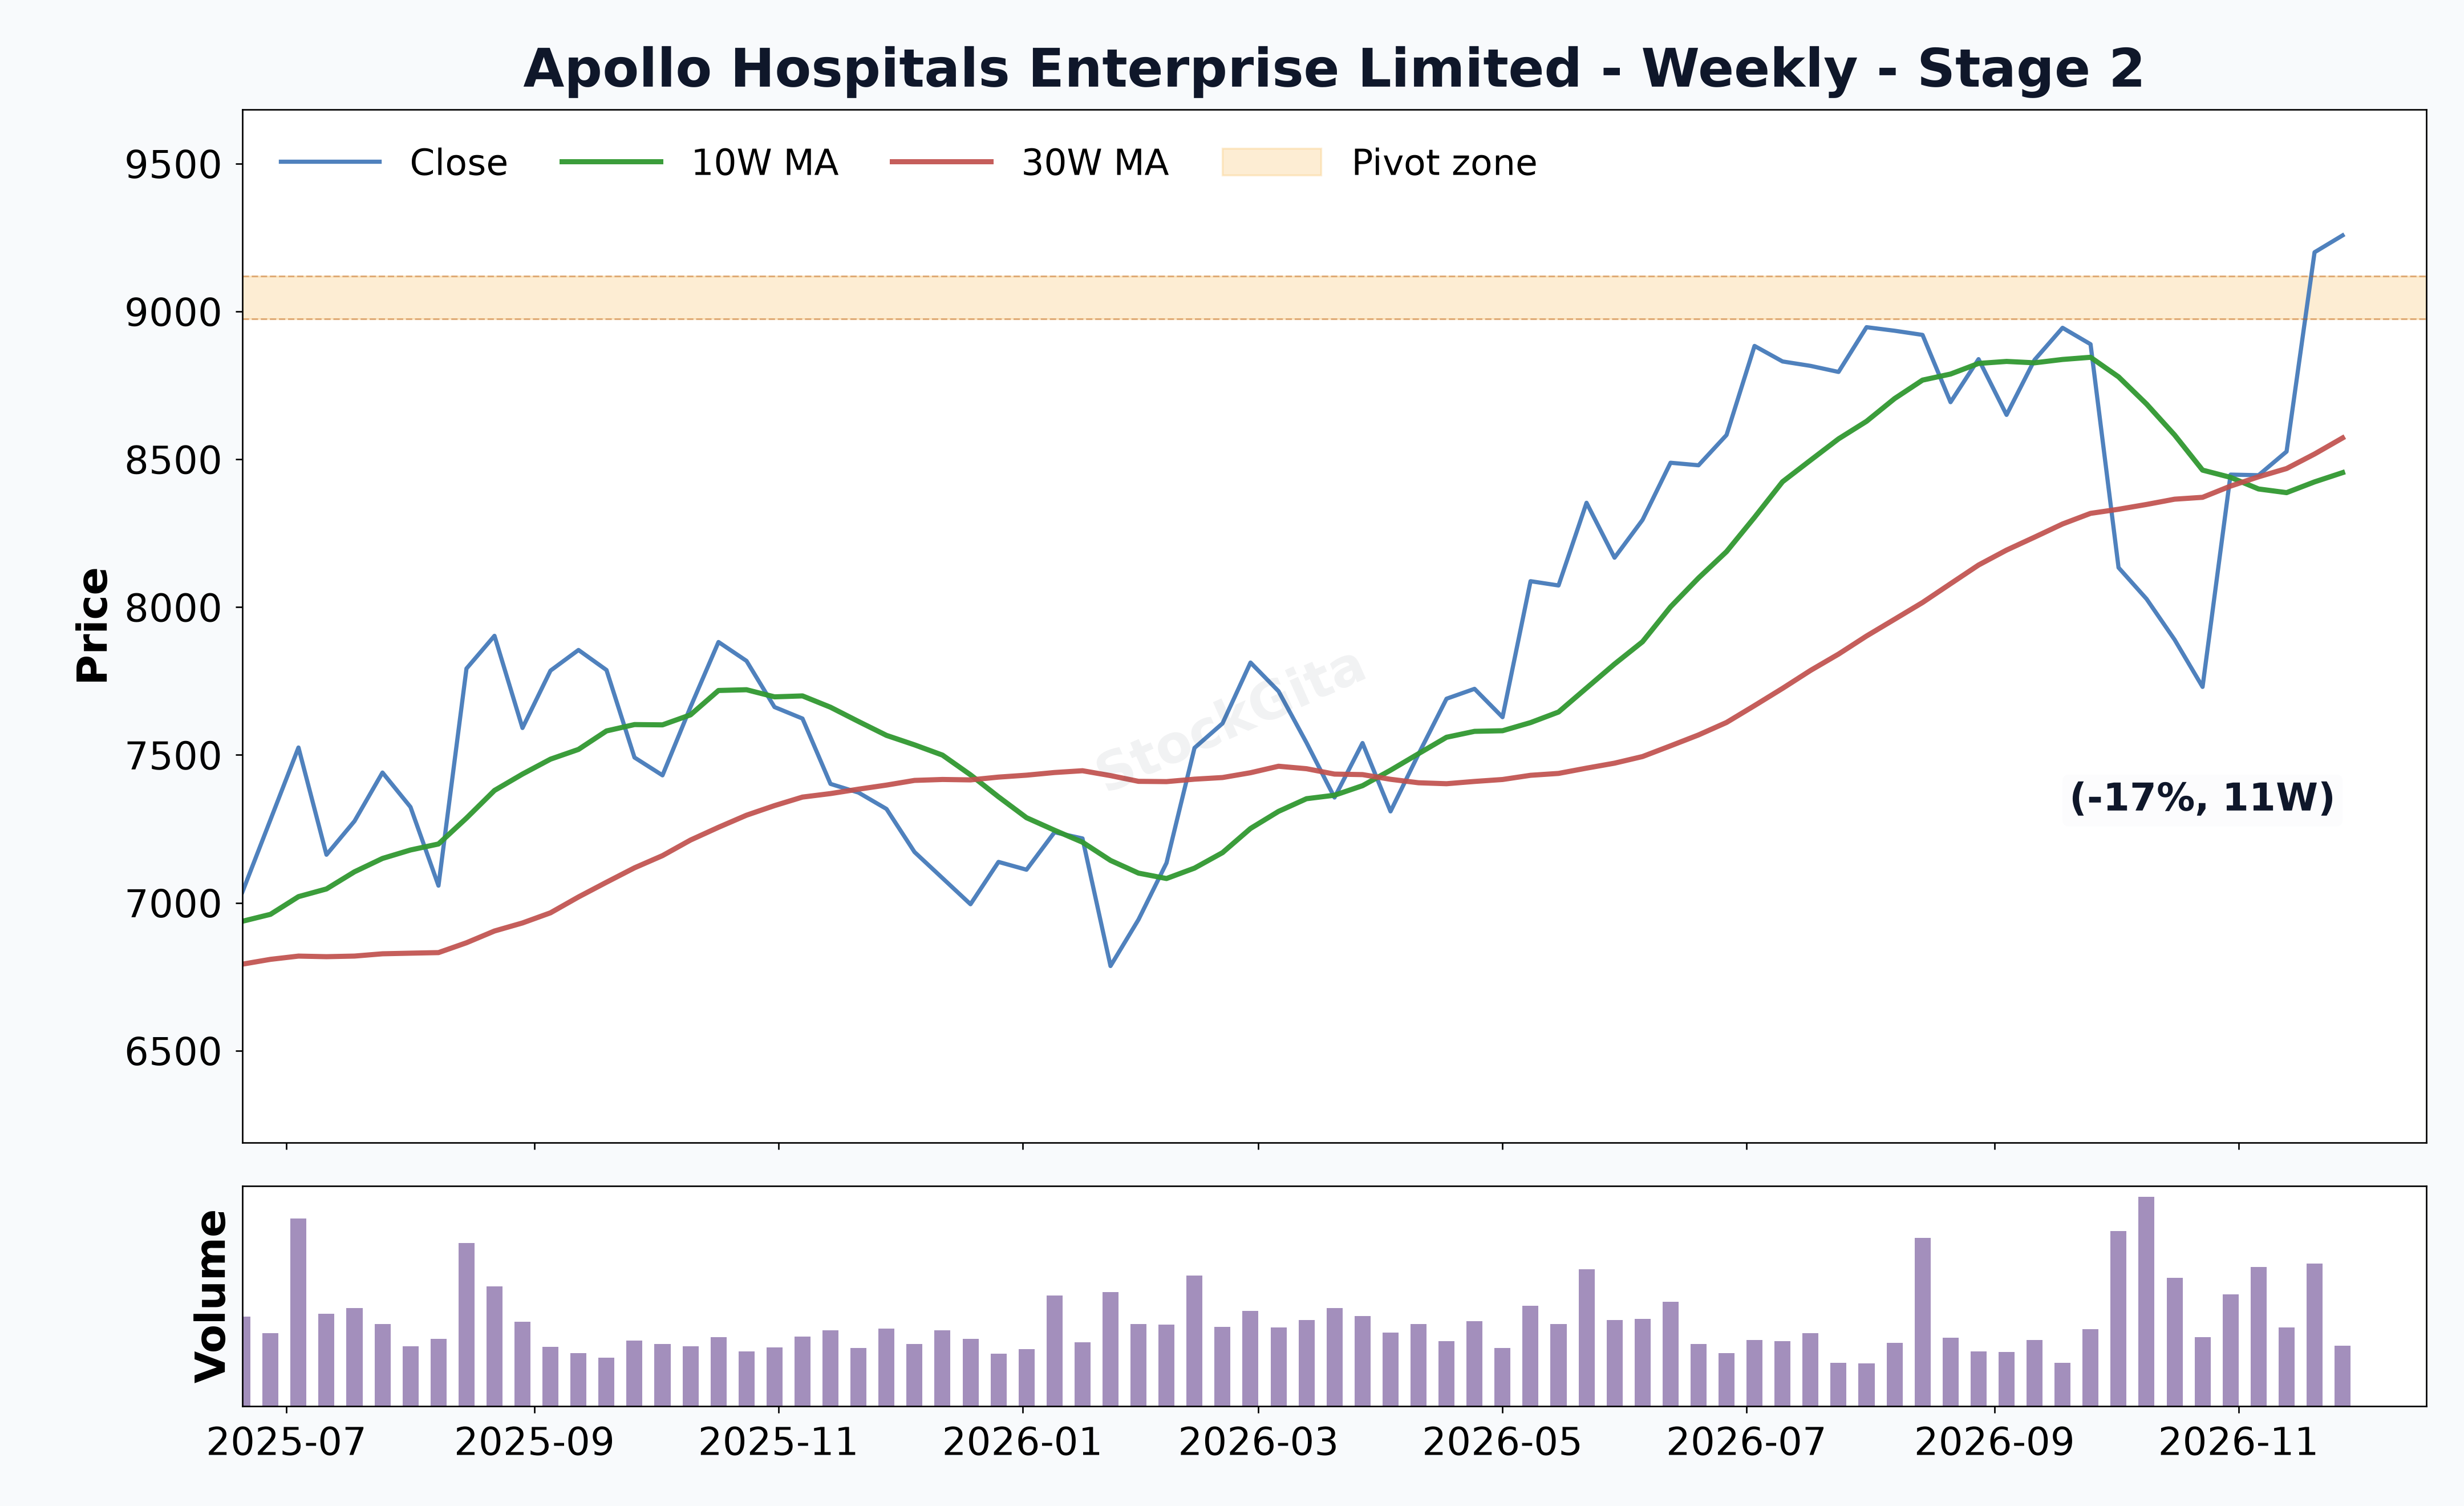 Apollo Hospitals Enterprise Limited - Weekly - Stage 2
Close 10W MA 30W MA Pivot zone
9500
9000
8500
8000
7500
7000
6500
Price
StockGita
(-17%, 11W)
Volume
2025-07 2025-09 2025-11 2026-01 2026-03 2026-05 2026-07 2026-09 2026-11